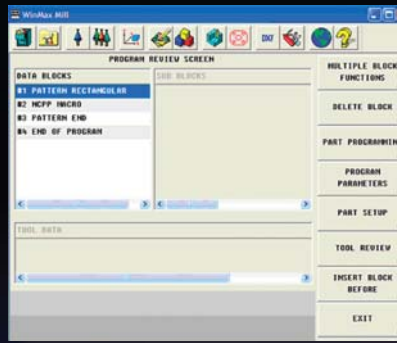 WinMax Mill
DXF
PROGRAM REVIEW SCREEN
DATA BLOCKS
#1 PATTERN RECTANGULAR
#2 NCPP MACRO
#3 PATTERN END
#4 END OF PROGRAM
SUB BLOCKS
TOOL DATA
MULTIPLE BLOCK
FUNCTIONS
DELETE BLOCK
PART PROGRAMMIN
PROGRAM
PARAMETERS
PART SETUP
TOOL REVIEW
INSERT BLOCK
BEFORE
EXIT